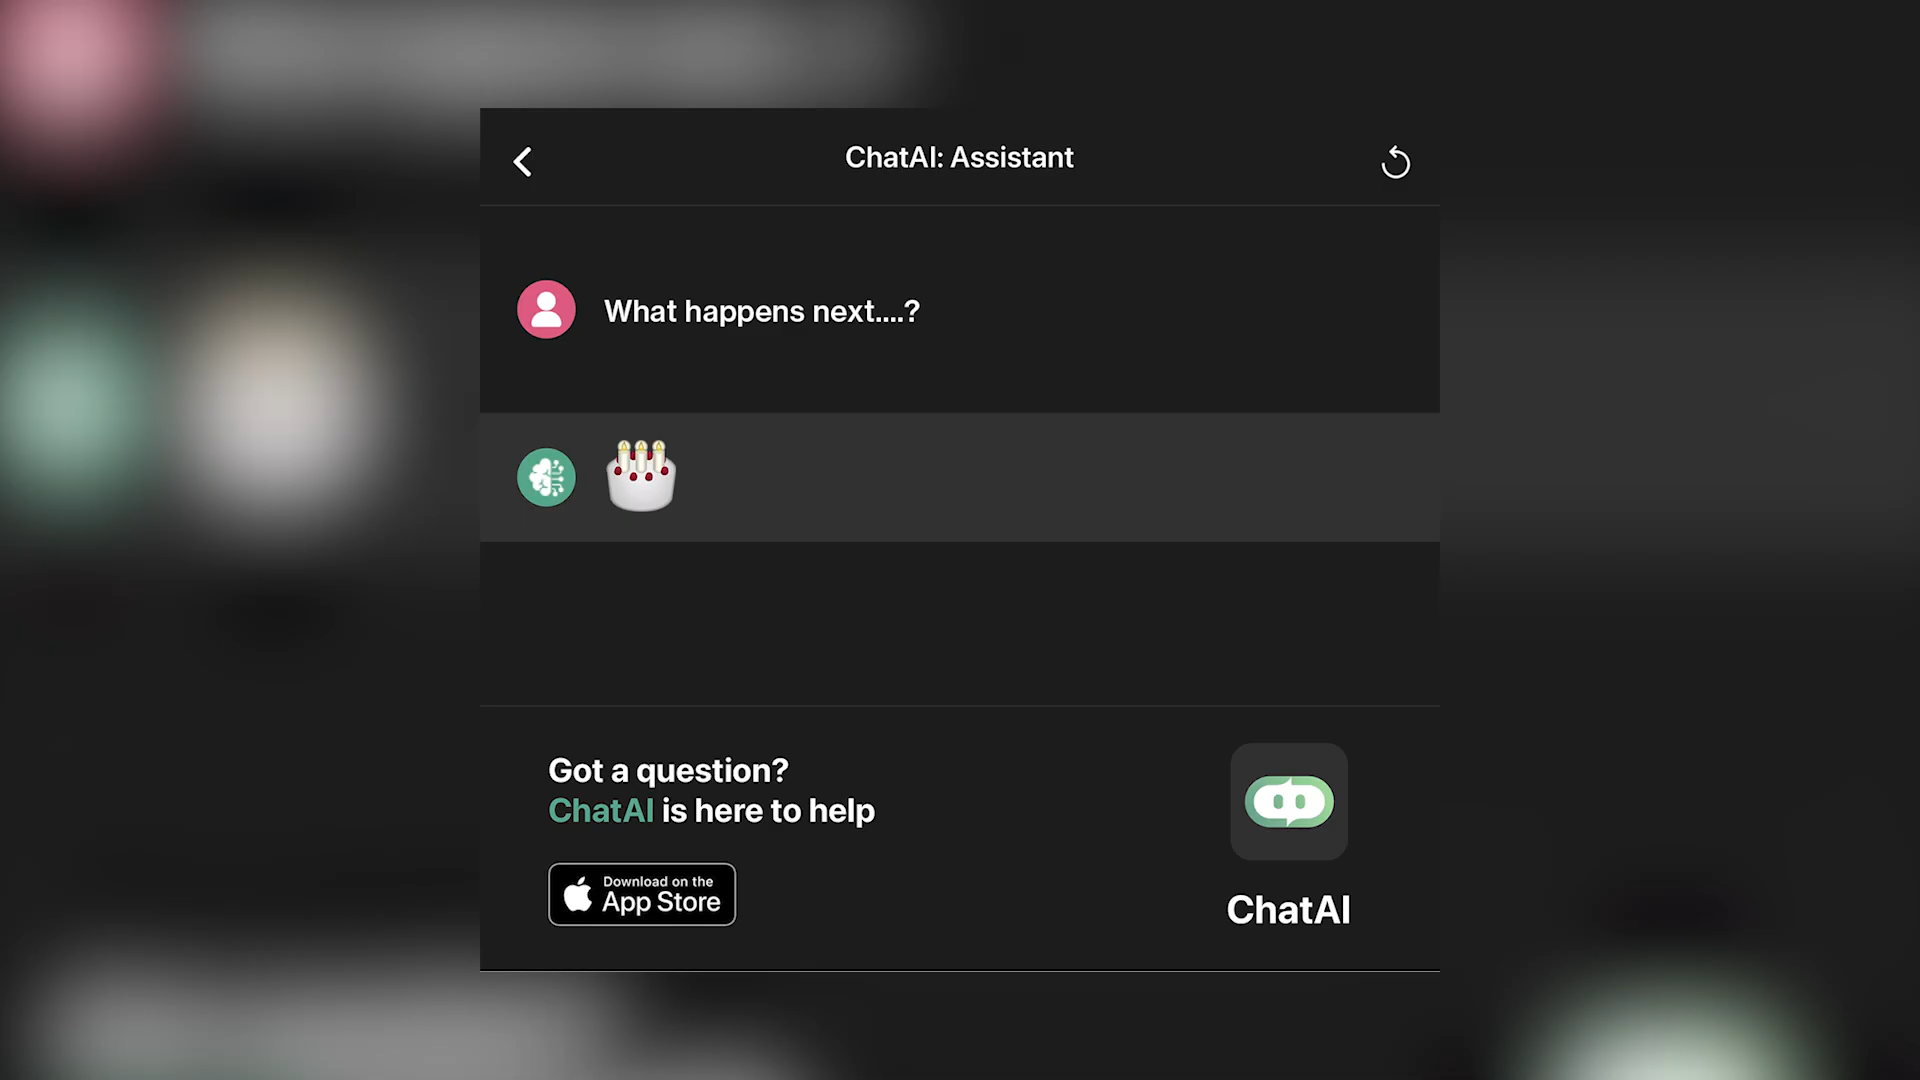 ChatAI: Assistant
What happens next....?
Got a question?
ChatAI is here to help
Download on the
App Store
ChatAI